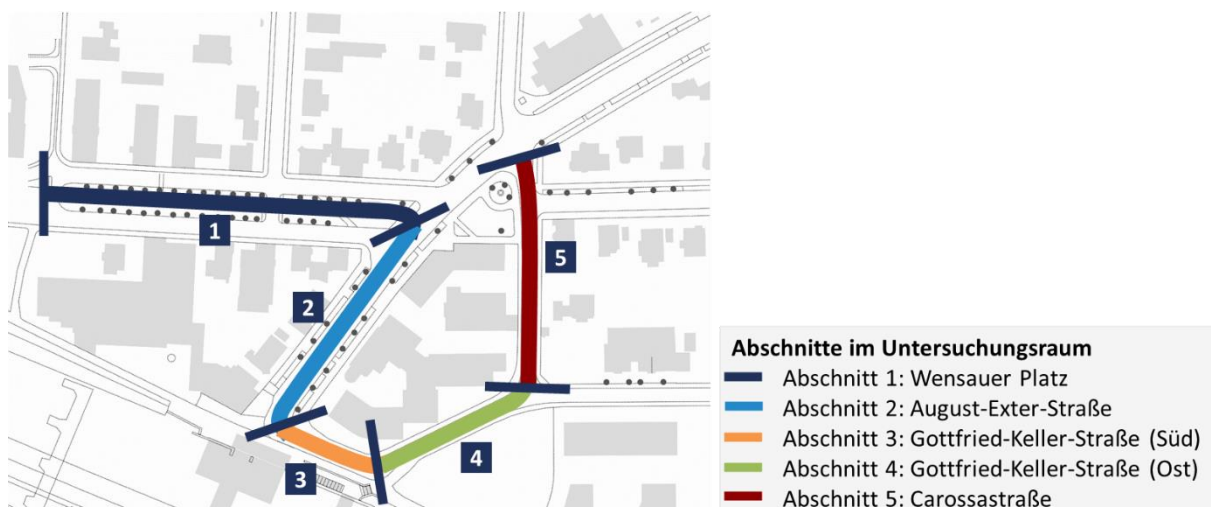 1
2
3
4
5
Abschnitte im Untersuchungsraum
Abschnitt 1: Wensauer Platz
Abschnitt 2: August-Exter-Straße
Abschnitt 3: Gottfried-Keller-Straße (Süd)
Abschnitt 4: Gottfried-Keller-Straße (Ost)
Abschnitt 5: Carossastraße